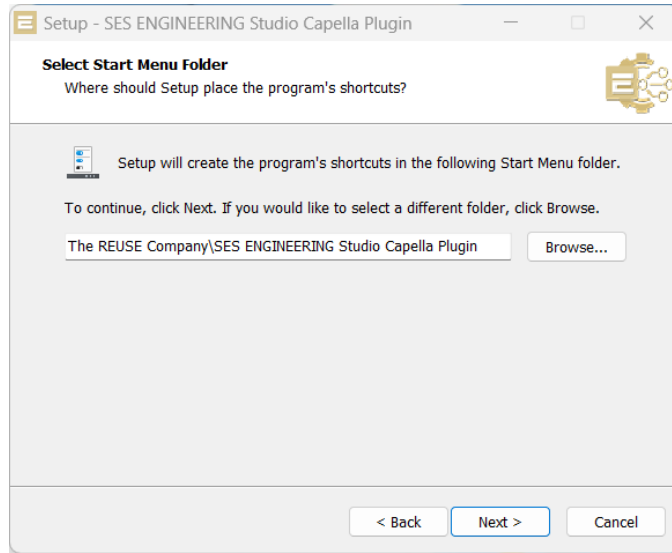 Setup - SES ENGINEERING Studio Capella Plugin
Select Start Menu Folder
Where should Setup place the program's shortcuts?
Setup will create the program's shortcuts in the following Start Menu folder.
To continue, click Next. If you would like to select a different folder, click Browse.
The REUSE Company\SES ENGINEERING Studio Capella Plugin
Browse...
< Back
Next >
Cancel